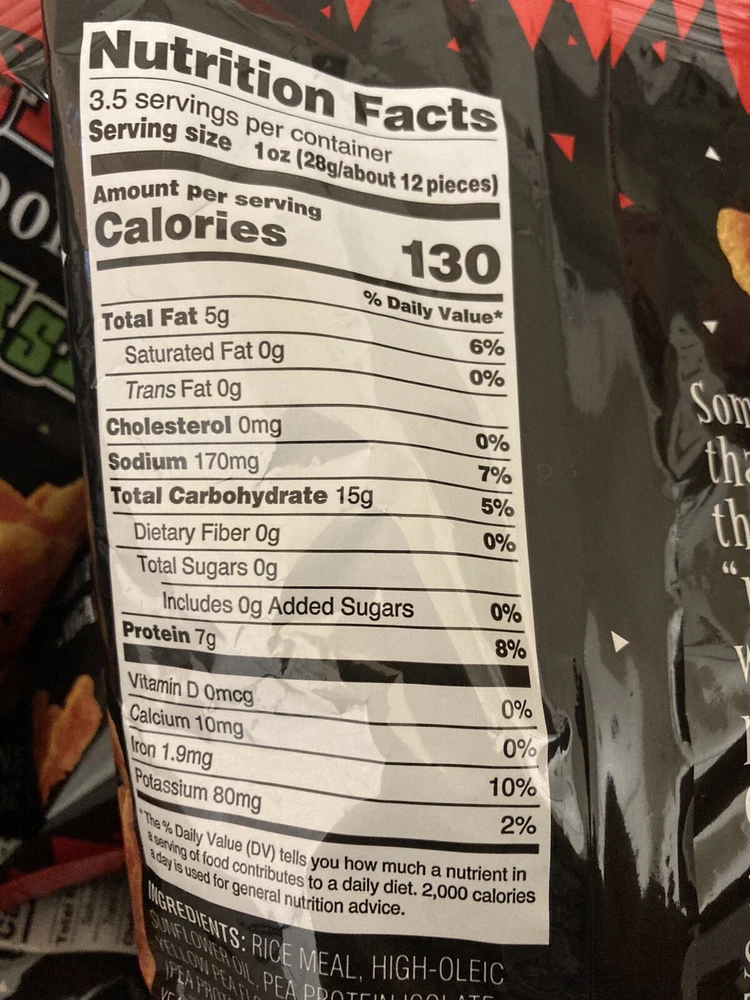 Nutrition Facts
3.5 servings per container
Serving size 1oz (28g/about 12 pieces)
Amount per serving
Calories 130
% Daily Value*
Total Fat 5g 6%
Saturated Fat 0g 0%
Trans Fat 0g
Cholesterol 0mg 0%
Sodium 170mg 7%
Total Carbohydrate 15g 5%
Dietary Fiber 0g 0%
Total Sugars 0g
Includes 0g Added Sugars 0%
Protein 7g 8%
Vitamin D 0mcg 0%
Calcium 10mg 0%
Iron 1.9mg 10%
Potassium 80mg 2%
*The % Daily Value (DV) tells you how much a nutrient in
a serving of food contributes to a daily diet. 2,000 calories
a day is used for general nutrition advice.
INGREDIENTS: RICE MEAL, HIGH-OLEIC
SUNFLOWER OIL, PEA PROTEIN ISOLATE
YELLOW PEA